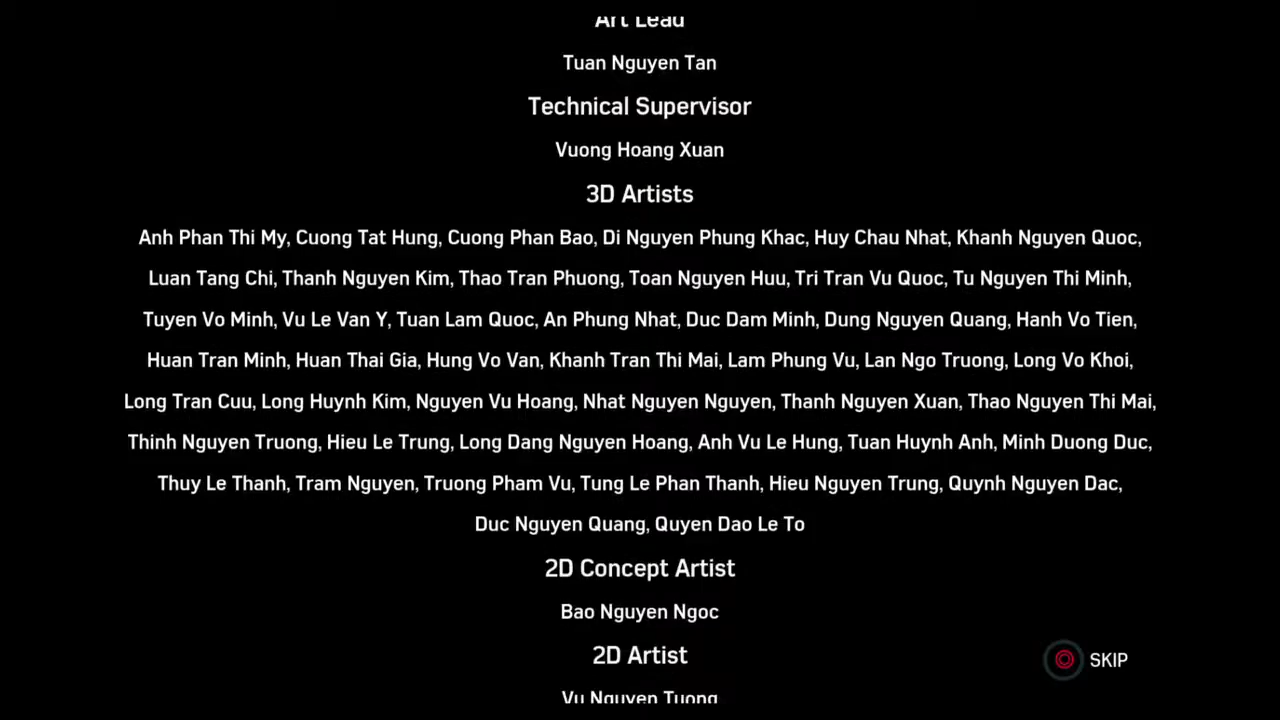 Art Lead
Tuan Nguyen Tan
Technical Supervisor
Vuong Hoang Xuan
3D Artists
Anh Phan Thi My, Cuong Tat Hung, Cuong Phan Bao, Di Nguyen Phung Khac, Huy Chau Nhat, Khanh Nguyen Quoc,
Luan Tang Chi, Thanh Nguyen Kim, Thao Tran Phuong, Toan Nguyen Huu, Tri Tran Vu Quoc, Tu Nguyen Thi Minh,
Tuyen Vo Minh, Vu Le Van Y, Tuan Lam Quoc, An Phung Nhat, Duc Dam Minh, Dung Nguyen Quang, Hanh Vo Tien,
Huan Tran Minh, Huan Thai Gia, Hung Vo Van, Khanh Tran Thi Mai, Lam Phung Vu, Lan Ngo Truong, Long Vo Khoi,
Long Tran Cuu, Long Huynh Kim, Nguyen Vu Hoang, Nhat Nguyen Nguyen, Thanh Nguyen Xuan, Thao Nguyen Thi Mai,
Thinh Nguyen Truong, Hieu Le Trung, Long Dang Nguyen Hoang, Anh Vu Le Hung, Tuan Huynh Anh, Minh Duong Duc,
Thuy Le Thanh, Tram Nguyen, Truong Pham Vu, Tung Le Phan Thanh, Hieu Nguyen Trung, Quynh Nguyen Dac,
Duc Nguyen Quang, Quyen Dao Le To
2D Concept Artist
Bao Nguyen Ngoc
2D Artist
SKIP
Vu Nguyen Tuong